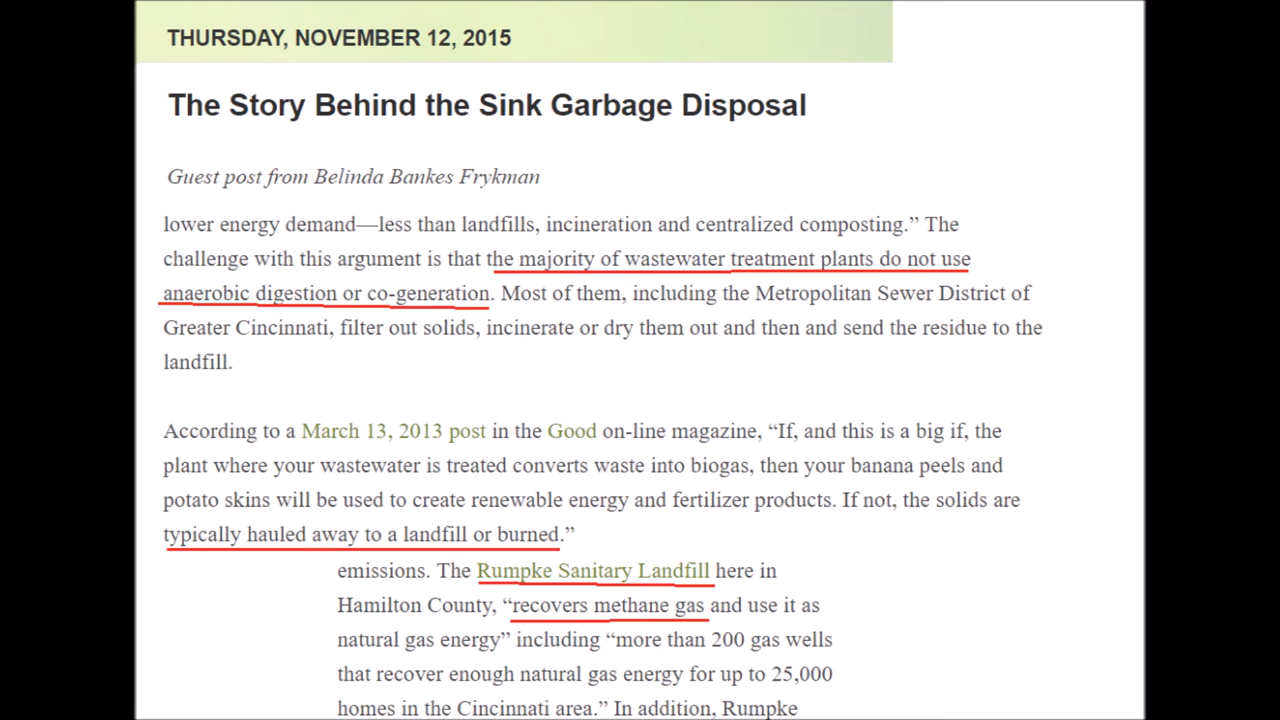 THURSDAY, NOVEMBER 12, 2015
The Story Behind the Sink Garbage Disposal
Guest post from Belinda Bankes Frykman
lower energy demand—less than landfills, incineration and centralized composting.” The
challenge with this argument is that the majority of wastewater treatment plants do not use
anaerobic digestion or co-generation. Most of them, including the Metropolitan Sewer District of
Greater Cincinnati, filter out solids, incinerate or dry them out and then and send the residue to the
landfill.
According to a March 13, 2013 post in the Good on-line magazine, “If, and this is a big if, the
plant where your wastewater is treated converts waste into biogas, then your banana peels and
potato skins will be used to create renewable energy and fertilizer products. If not, the solids are
typically hauled away to a landfill or burned.”
emissions. The Rumpke Sanitary Landfill here in
Hamilton County, “recovers methane gas and use it as
natural gas energy” including “more than 200 gas wells
that recover enough natural gas energy for up to 25,000
homes in the Cincinnati area.” In addition, Rumpke